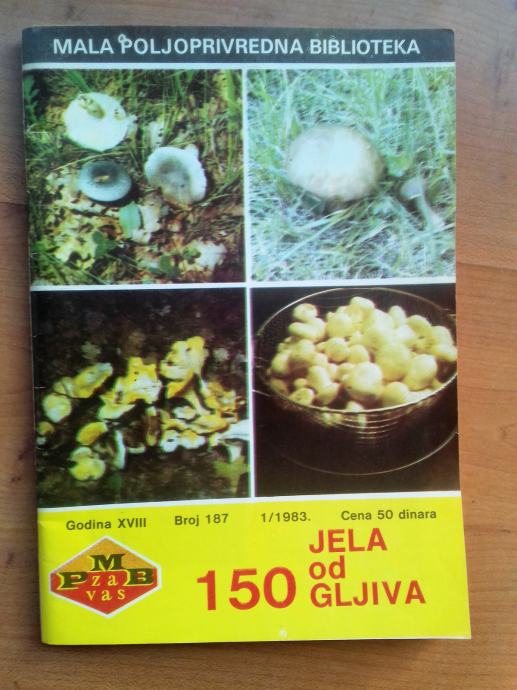 MALA POLJOPRIVREDNA BIBLIOTEKA
Godina XVIII Broj 187 1/1983. Cena 50 dinara
M
P za B
vas
150 JELA
od
GLJIVA